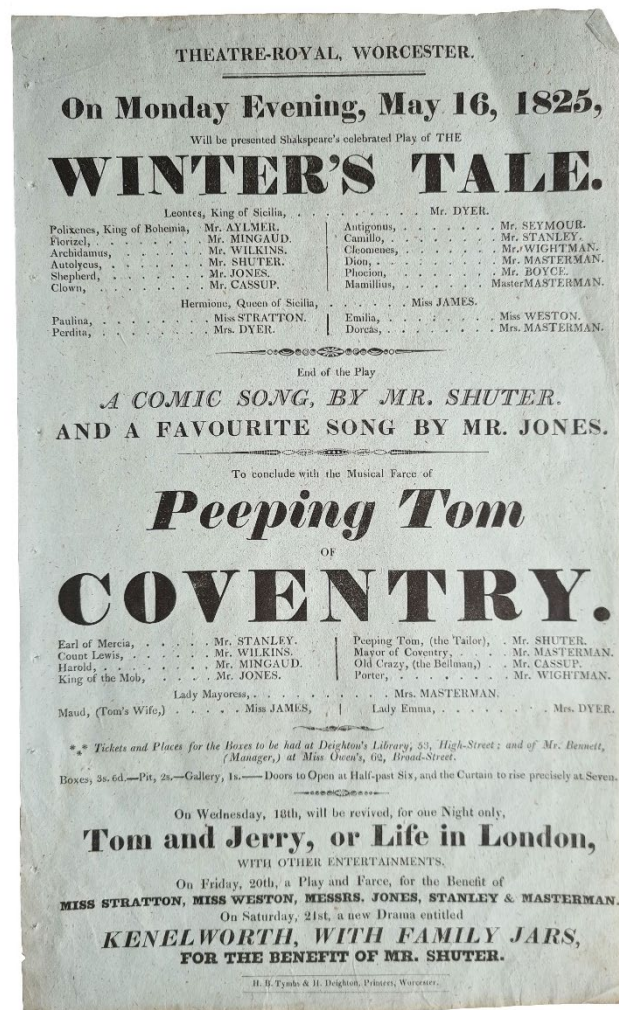 THEATRE-ROYAL, WORCESTER.
On Monday Evening, May 16, 1825,
Will be presented Shakspeare's celebrated Play of THE
WINTER'S TALE.
Leontes, King of Sicilia, . . . . . . . . . . Mr. DYER.
Polixenes, King of Bohemia, Mr. AYLMER.
Florizel, . . . . . . . . . Mr. MINGAUD.
Archidamus, . . . . . . . Mr. WILKINS.
Autolycus, . . . . . . . . Mr. SHUTER.
Shepherd, . . . . . . . . Mr. JONES.
Clown, . . . . . . . . . Mr. CASSUP.
Antigonus, . . . . . . . Mr. SEYMOUR.
Camillo, . . . . . . . . Mr. STANLEY.
Cleomenes, . . . . . . . Mr. WIGHTMAN.
Dion, . . . . . . . . . Mr. MASTERMAN.
Phocion, . . . . . . . . Mr. BOYCE.
Mamillius, . . . . . . . MasterMASTERMAN.
Hermione, Queen of Sicilia, . . . . . . Miss JAMES.
Paulina, . . . . . . . . . Miss STRATTON.
Perdita, . . . . . . . . . Mrs. DYER.
Emilia, . . . . . . . . Miss WESTON.
Dorcas, . . . . . . . . Mrs. MASTERMAN.
End of the Play
A COMIC SONG, BY MR. SHUTER.
AND A FAVOURITE SONG BY MR. JONES.
To conclude with the Musical Farce of
Peeping Tom
OF
COVENTRY.
Earl of Mercia, . . . . . . Mr. STANLEY.
Count Lewis, . . . . . . . Mr. WILKINS.
Harold, . . . . . . . . . Mr. MINGAUD.
King of the Mob, . . . . . Mr. JONES.
Peeping Tom, (the Tailor), . Mr. SHUTER.
Mayor of Coventry, . . . . Mr. MASTERMAN.
Old Crazy, (the Bellman,) . Mr. CASSUP.
Porter, . . . . . . . . . Mr. WIGHTMAN.
Lady Mayoress, . . . . . . . . . . Mrs. MASTERMAN.
Maud, (Tom's Wife,) . . . . . Miss JAMES,
Lady Emma, . . . . . . . . Mrs. DYER.
*** Tickets and Places for the Boxes to be had at Deighton's Library, 53, High-Street; and of Mr. Bennett,
(Manager,) at Miss Owen's, 62, Broad-Street.
Boxes, 3s. 6d.—Pit, 2s.—Gallery, 1s.—— Doors to Open at Half-past Six, and the Curtain to rise precisely at Seven.
On Wednesday, 18th, will be revived, for one Night only,
Tom and Jerry, or Life in London,
WITH OTHER ENTERTAINMENTS.
On Friday, 20th, a Play and Farce, for the Benefit of
MISS STRATTON, MISS WESTON, MESSRS. JONES, STANLEY & MASTERMAN.
On Saturday, 21st, a new Drama entitled
KENELWORTH, WITH FAMILY JARS,
FOR THE BENEFIT OF MR. SHUTER.
H. B. Tymbs & H. Deighton, Printers, Worcester.